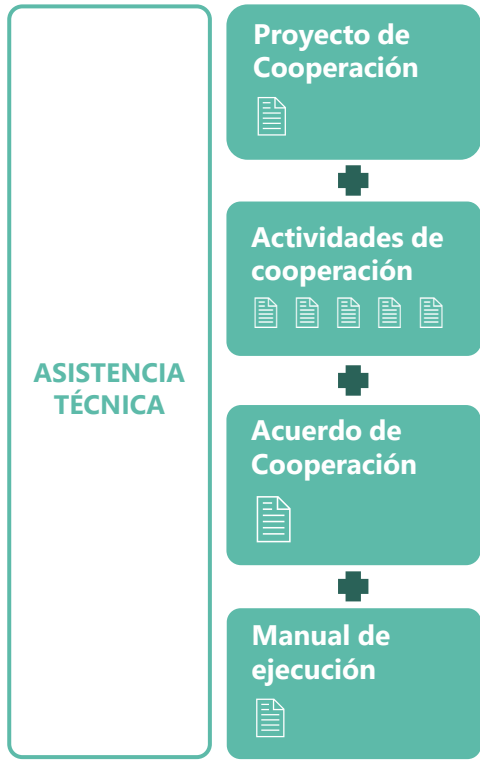 ASISTENCIA
TÉCNICA
Proyecto de
Cooperación
Actividades de
cooperación
Acuerdo de
Cooperación
Manual de
ejecución